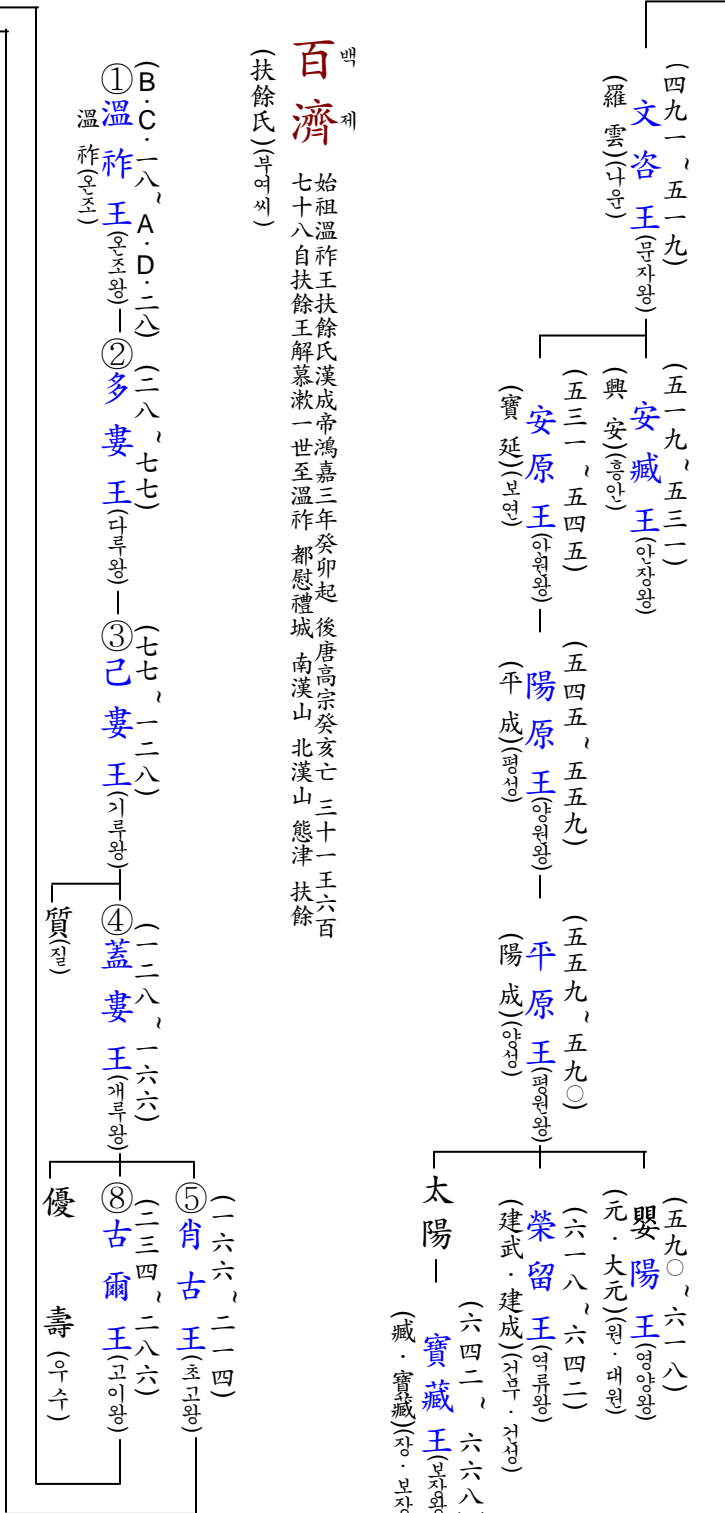 (四九一、五一九)
文咨王(문자왕)
(羅雲)(나운)
(五一九、五三一)
安臧王(안장왕)
(興安)(흥안)
(五三一、五四五)
安原王(안원왕)
(寶延)(보연)
(五四五、五五九)
陽原王(양원왕)
(平成)(평성)
(五五九、五九○)
平原王(평원왕)
(陽成)(양성)
(五九○、六一八)
嬰陽王(영양왕)
(元·大元)(원·대원)
(六一八、六四二)
榮留王(역류왕)
(建武·建成)(건무·건성)
太陽
(六四二、六六八)
寶藏王(보장왕)
(臧·寶藏)(장·보장
百濟
백제
始祖溫祚王扶餘氏漢成帝鴻嘉三年癸卯起 後唐高宗癸亥亡 三十一王六百
七十八自扶餘王解慕漱一世至溫祚 都慰禮城 南漢山 北漢山 態津 扶餘
(扶餘氏)(부여씨)
(B·C·一八、A·D·二八)
①溫祚王(온조왕)
溫祚(온조)
(二八、七七)
②多婁王(다루왕)
(七七、一二八)
③己婁王(기루왕)
(一二八、一六六)
④蓋婁王(개루왕)
質(질)
(一六六、二一四)
⑤肖古王(초고왕)
(二三四、二八六)
⑧古爾王(고이왕)
優壽(우수)